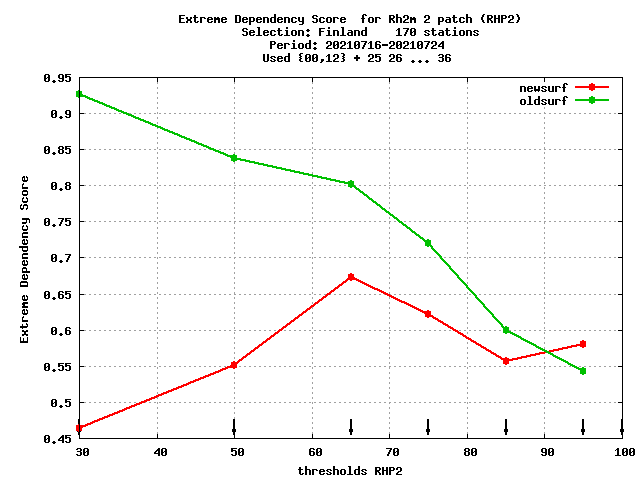 Extreme Dependency Score  for Rh2m 2 patch (RHP2)
Selection: Finland    170 stations
Period: 20210716-20210724
Used {00,12} + 25 26 ... 36
newsurf
oldsurf
0.95
0.9
0.85
0.8
0.75
0.7
0.65
0.6
0.55
0.5
0.45
Extreme Dependency Score
30 40 50 60 70 80 90 100
thresholds RHP2